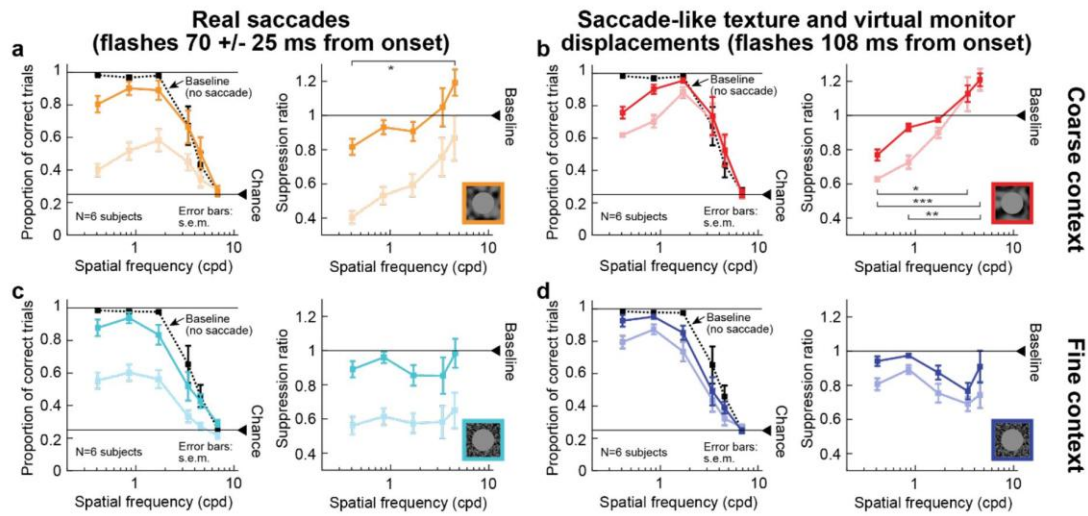 Real saccades
(flashes 70 +/- 25 ms from onset)
Saccade-like texture and virtual monitor
displacements (flashes 108 ms from onset)
a
Proportion of correct trials
1
0.8
0.6
0.4
0.2
0
Baseline
(no saccade)
N=6 subjects
Error bars:
s.e.m.
Chance
1
10
Spatial frequency (cpd)
Suppression ratio
1.2
1
0.8
0.6
0.4
*
Baseline
1
10
Spatial frequency (cpd)
b
Proportion of correct trials
1
0.8
0.6
0.4
0.2
0
Baseline
(no saccade)
N=6 subjects
Error bars:
s.e.m.
Chance
1
10
Spatial frequency (cpd)
Suppression ratio
1.2
1
0.8
0.6
0.4
*
***
**
Baseline
1
10
Spatial frequency (cpd)
Coarse context
c
Proportion of correct trials
1
0.8
0.6
0.4
0.2
0
Baseline
(no saccade)
N=6 subjects
Error bars:
s.e.m.
Chance
1
10
Spatial frequency (cpd)
Suppression ratio
1.2
1
0.8
0.6
0.4
Baseline
1
10
Spatial frequency (cpd)
d
Proportion of correct trials
1
0.8
0.6
0.4
0.2
0
Baseline
(no saccade)
N=6 subjects
Error bars:
s.e.m.
Chance
1
10
Spatial frequency (cpd)
Suppression ratio
1.2
1
0.8
0.6
0.4
Baseline
1
10
Spatial frequency (cpd)
Fine context